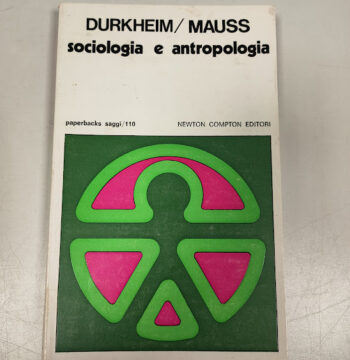 DURKHEIM/ MAUSS
sociologia e antropologia
paperbacks saggi/110 NEWTON COMPTON EDITORI